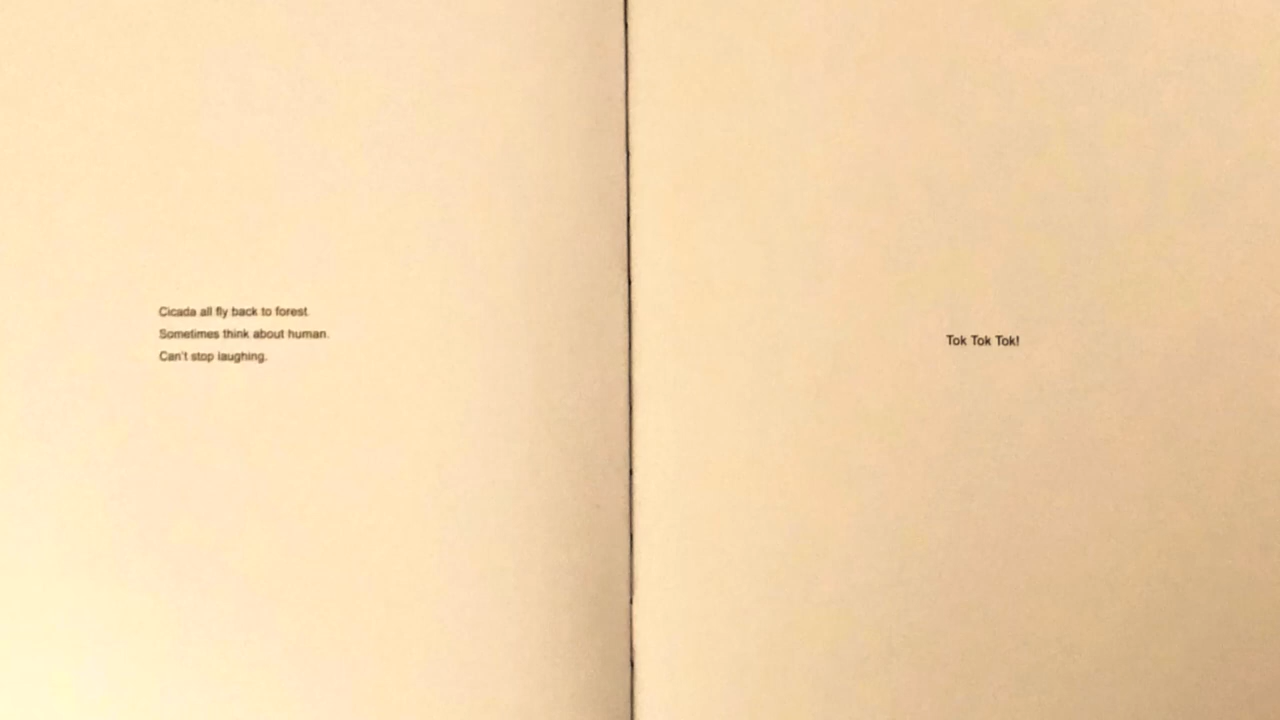 Cicada all fly back to forest.
Sometimes think about human.
Can't stop laughing.
Tok Tok Tok!